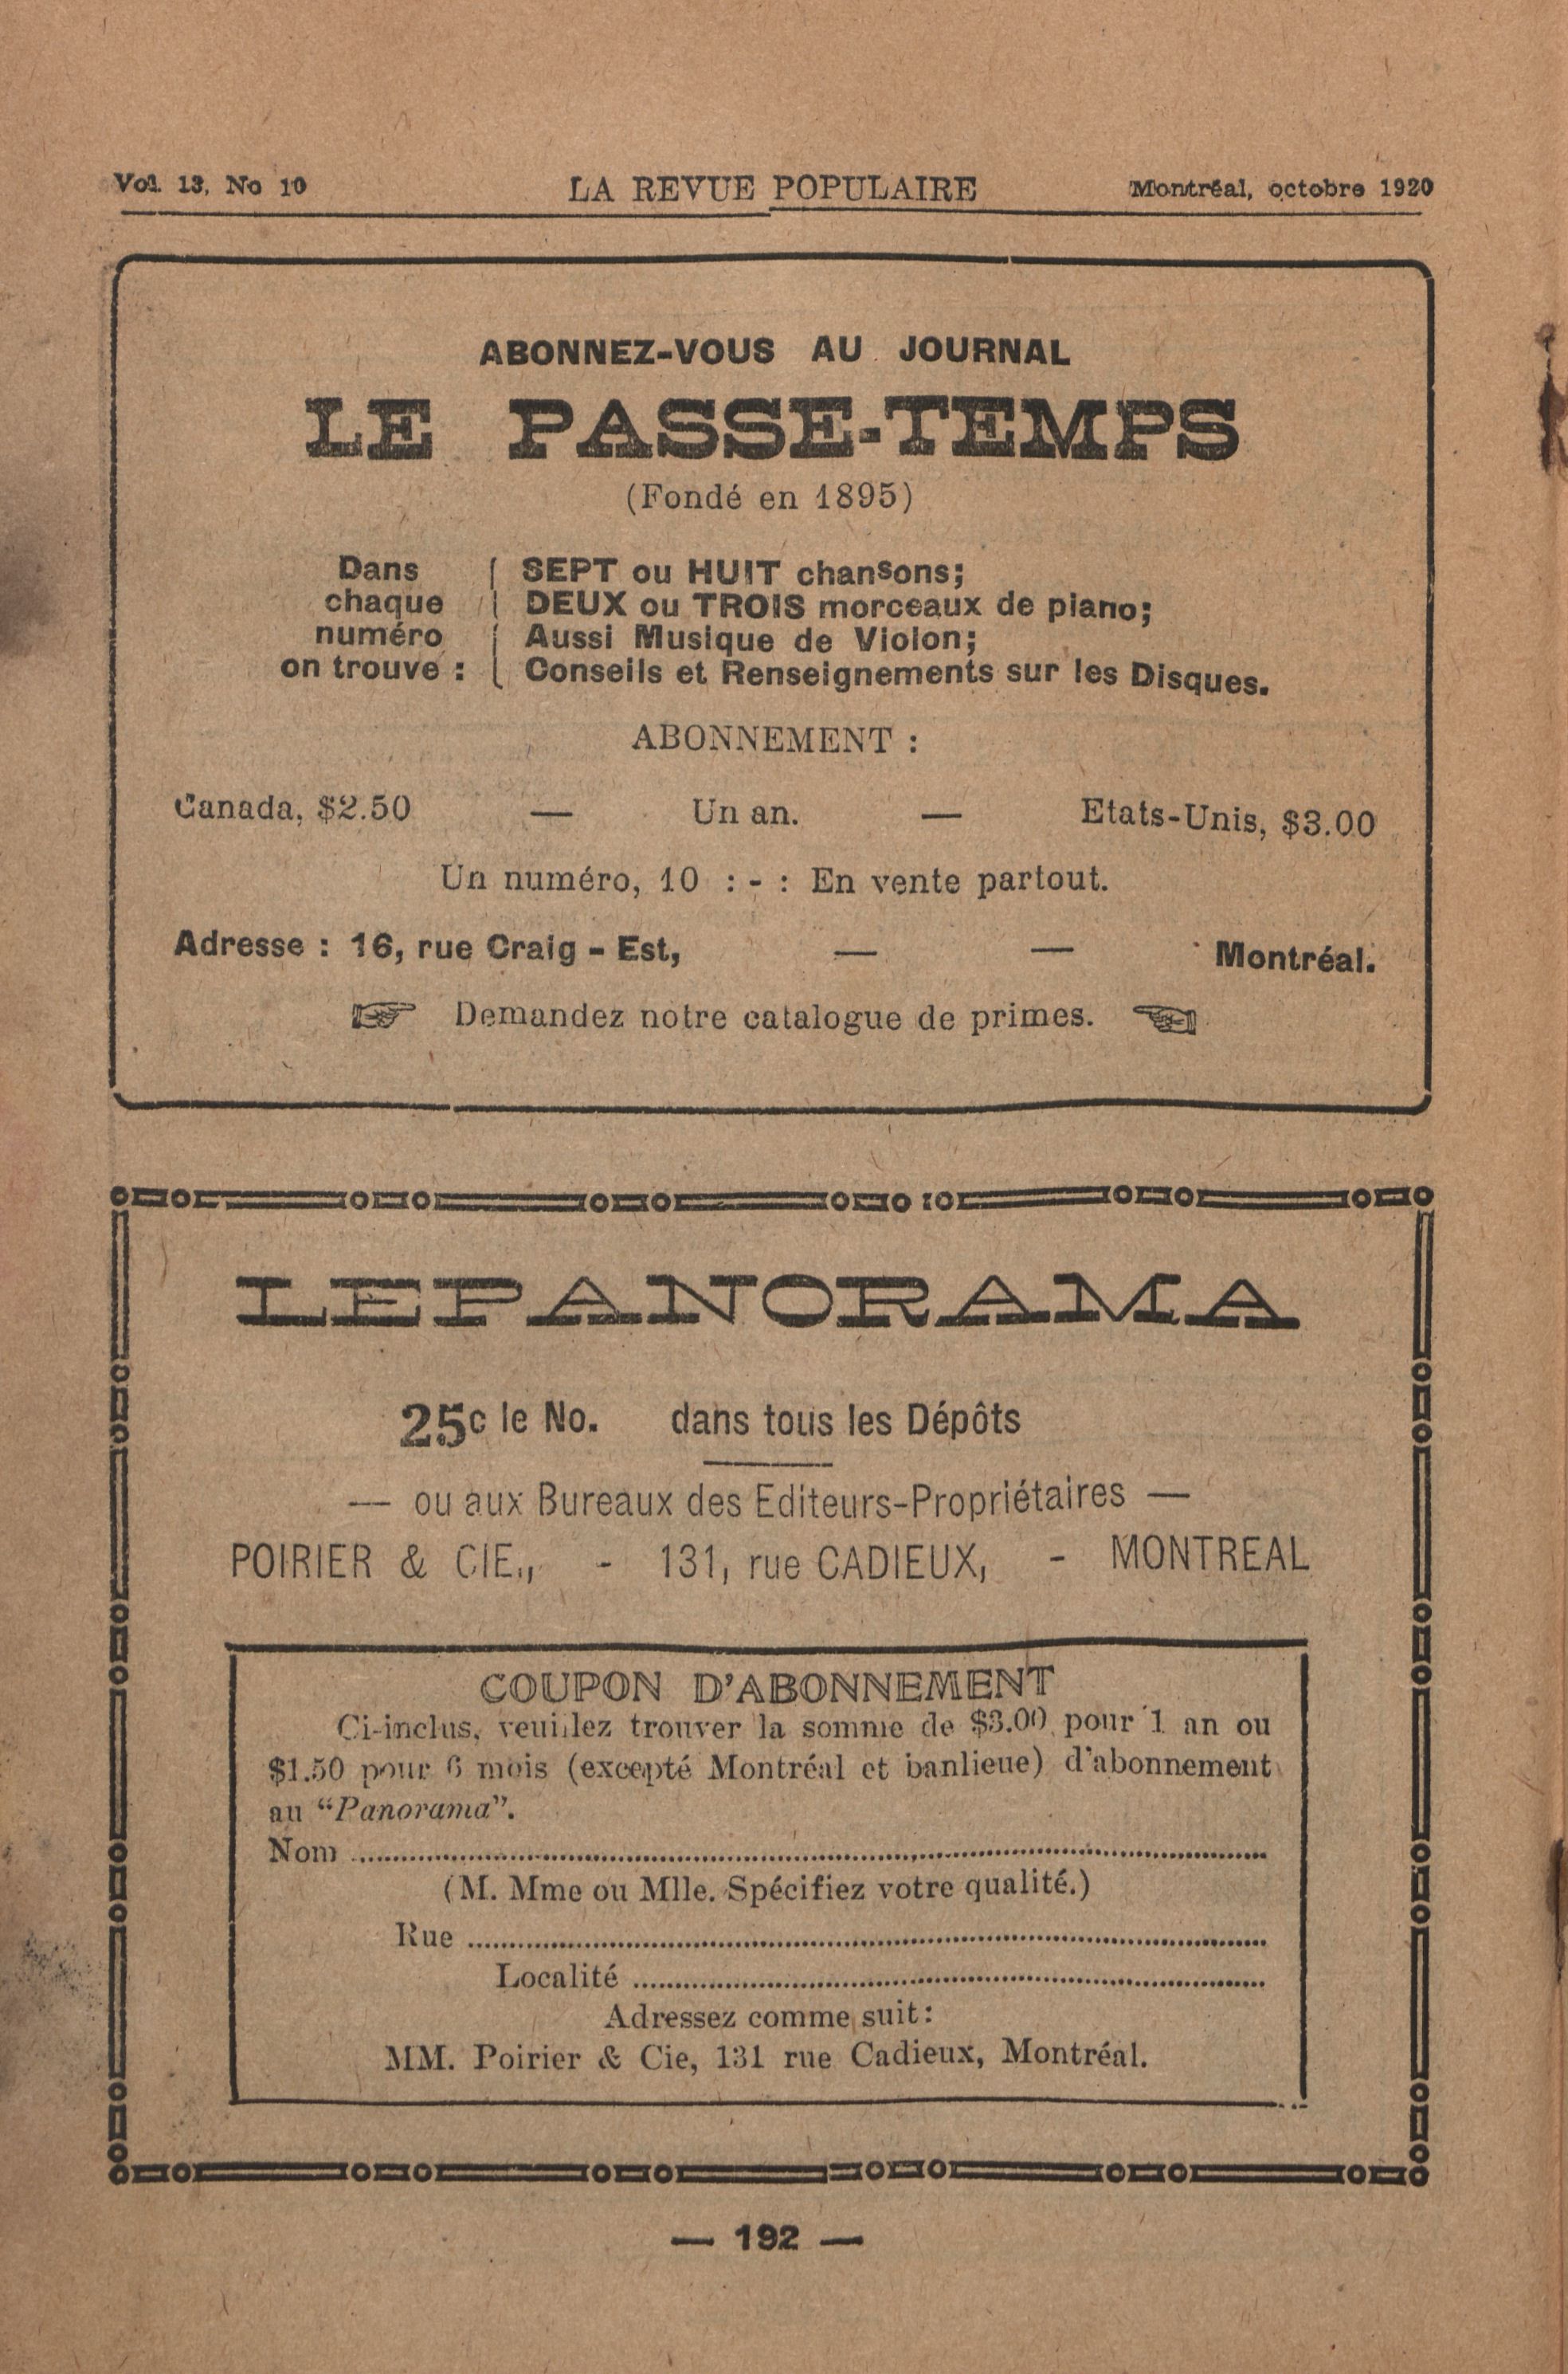 Vol. 13, No 10 LA REVUE POPULAIRE Montréal, octobre 1920
ABONNEZ-VOUS AU JOURNAL
LE PASSE-TEMPS
(Fondé en 1895)
Dans chaque numéro on trouve :
SEPT ou HUIT chansons;
DEUX ou TROIS morceaux de piano;
Aussi Musique de Violon;
Conseils et Renseignements sur les Disques.
ABONNEMENT :
Canada, $2.50 — Un an. — Etats-Unis, $3.00
Un numéro, 10 : - : En vente partout.
Adresse : 16, rue Craig - Est, — — Montréal.
☞ Demandez notre catalogue de primes. ☜
LE PANORAMA
25c le No. dans tous les Dépôts
— ou aux Bureaux des Editeurs-Propriétaires —
POIRIER & CIE., - 131, rue CADIEUX, - MONTREAL
COUPON D'ABONNEMENT
Ci-inclus, veuillez trouver la somme de $3.00 pour 1 an ou
$1.50 pour 6 mois (excepté Montréal et banlieue) d'abonnement
au "Panorama".
Nom ..........
(M. Mme ou Mlle. Spécifiez votre qualité.)
Rue ..........
Localité ..........
Adressez comme suit:
MM. Poirier & Cie, 131 rue Cadieux, Montréal.
— 192 —